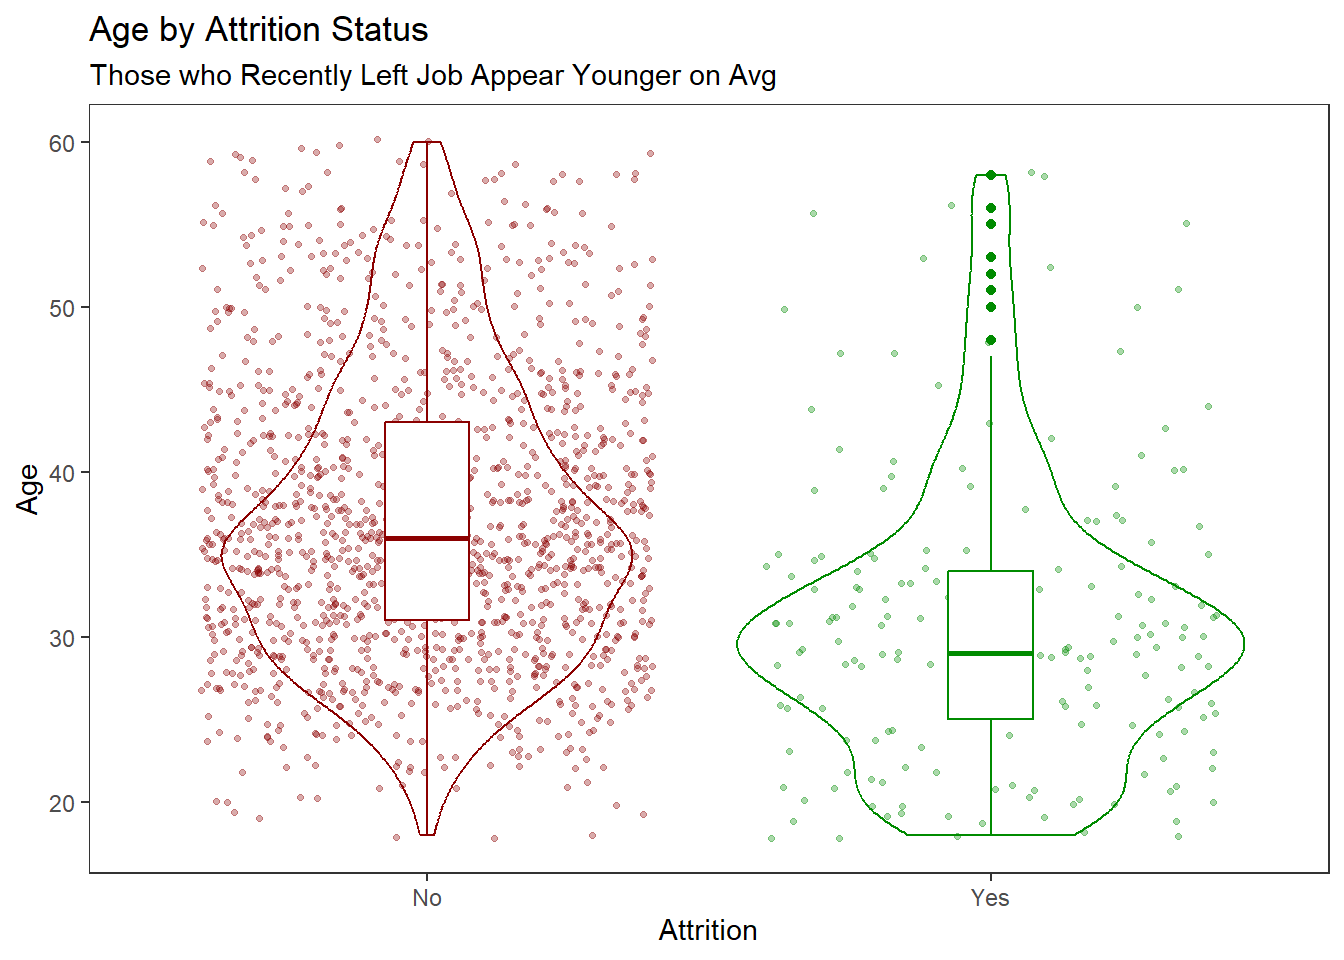 Age by Attrition Status
Those who Recently Left Job Appear Younger on Avg
60
50
40
30
20
Age
No
Yes
Attrition